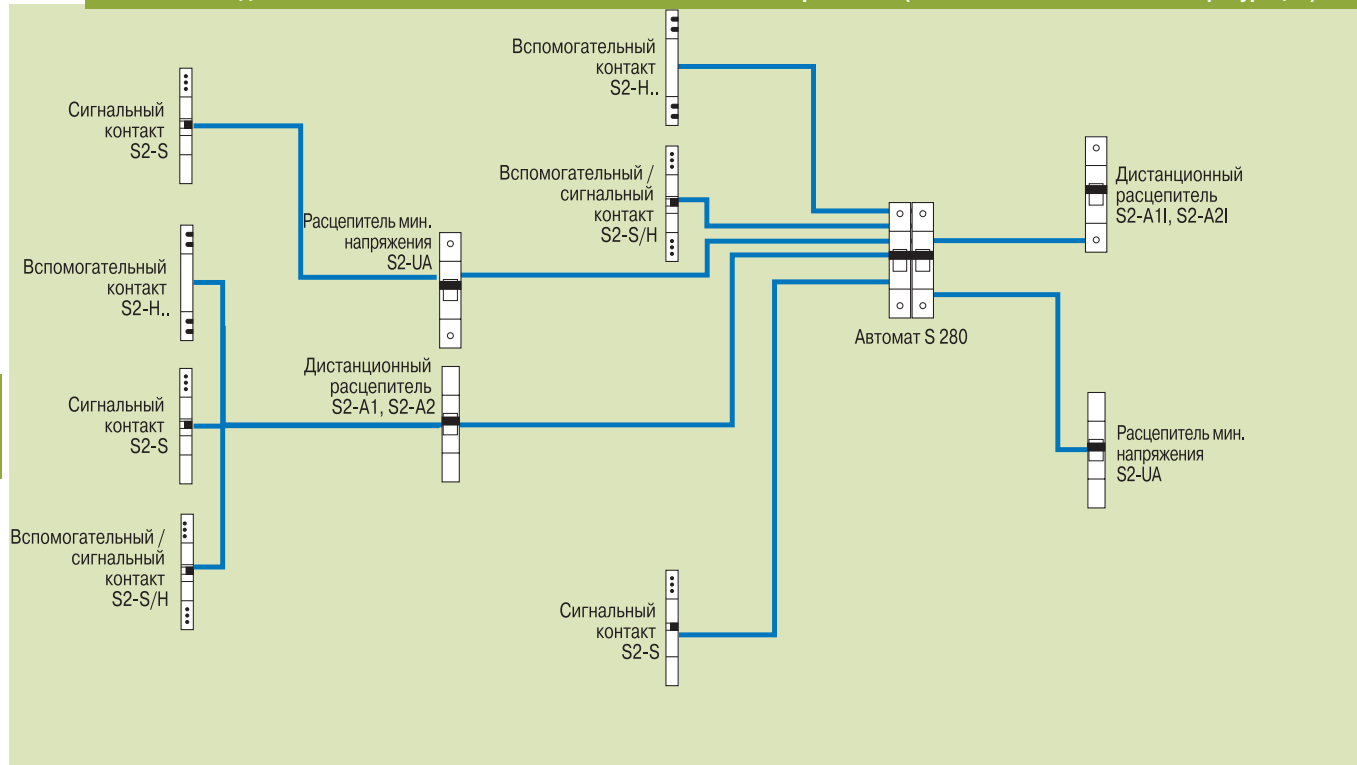 Вспомогательный
контакт
S2-H..
Сигнальный
контакт
S2-S
Вспомогательный /
сигнальный
контакт
S2-S/H
Дистанционный
расцепитель
S2-A1I, S2-A2I
Расцепитель мин.
напряжения
S2-UA
Вспомогательный
контакт
S2-H..
Автомат S 280
Дистанционный
расцепитель
S2-A1, S2-A2
Сигнальный
контакт
S2-S
Расцепитель мин.
напряжения
S2-UA
Вспомогательный /
сигнальный
контакт
S2-S/H
Сигнальный
контакт
S2-S